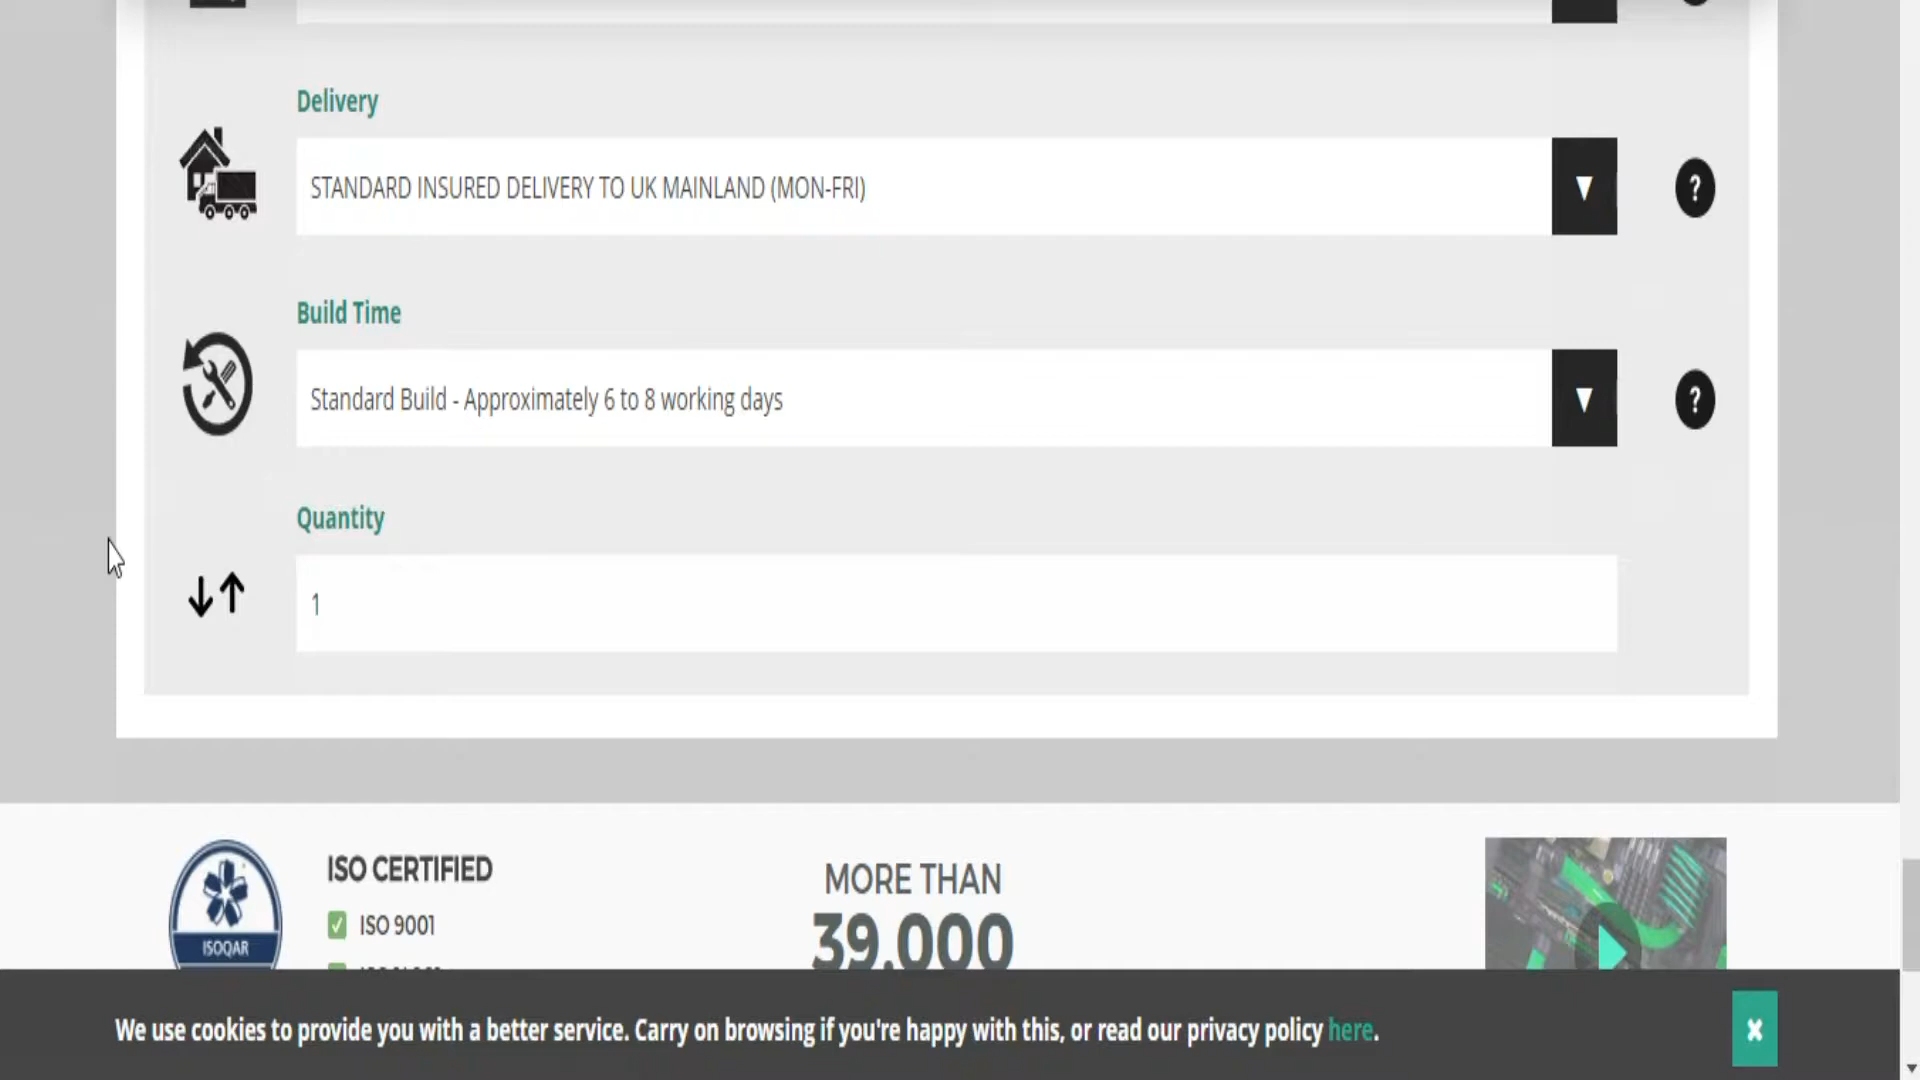 Delivery
STANDARD INSURED DELIVERY TO UK MAINLAND (MON-FRI)
▼
?
Build Time
Standard Build - Approximately 6 to 8 working days
▼
?
Quantity
1
ISO CERTIFIED
ISO 9001
ISOQAR
MORE THAN
39,000
We use cookies to provide you with a better service. Carry on browsing if you're happy with this, or read our privacy policy here.